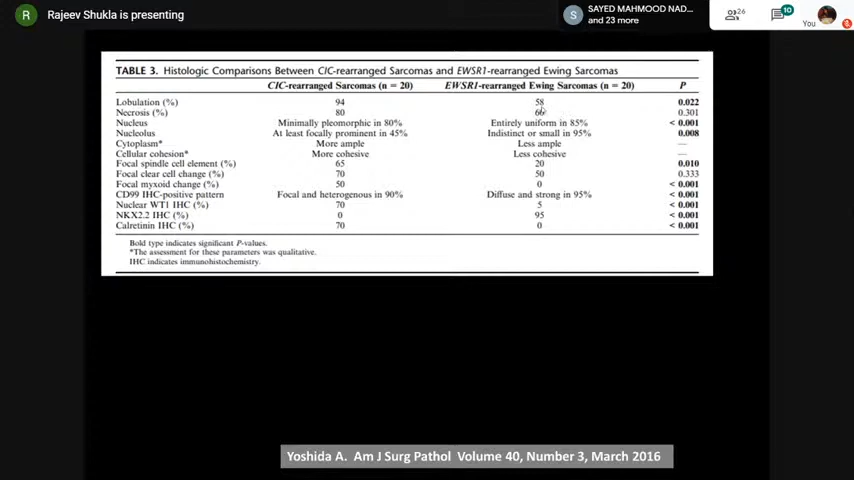 R Rajeev Shukla is presenting
S SAYED MAHMOOD NAD...
and 23 more
26
10
You
TABLE 3. Histologic Comparisons Between CIC-rearranged Sarcomas and EWSR1-rearranged Ewing Sarcomas
CIC-rearranged Sarcomas (n = 20) EWSR1-rearranged Ewing Sarcomas (n = 20) P
Lobulation (%) 94 58 0.022
Necrosis (%) 80 60 0.301
Nucleus Minimally pleomorphic in 80% Entirely uniform in 85% < 0.001
Nucleolus At least focally prominent in 45% Indistinct or small in 95% 0.008
Cytoplasm* More ample Less ample —
Cellular cohesion* More cohesive Less cohesive —
Focal spindle cell element (%) 65 20 0.010
Focal clear cell change (%) 70 50 0.333
Focal myxoid change (%) 50 0 < 0.001
CD99 IHC-positive pattern Focal and heterogenous in 90% Diffuse and strong in 95% < 0.001
Nuclear WT1 IHC (%) 70 5 < 0.001
NKX2.2 IHC (%) 0 95 < 0.001
Calretinin IHC (%) 70 0 < 0.001
Bold type indicates significant P-values.
*The assessment for these parameters was qualitative.
IHC indicates immunohistochemistry.
Yoshida A. Am J Surg Pathol Volume 40, Number 3, March 2016